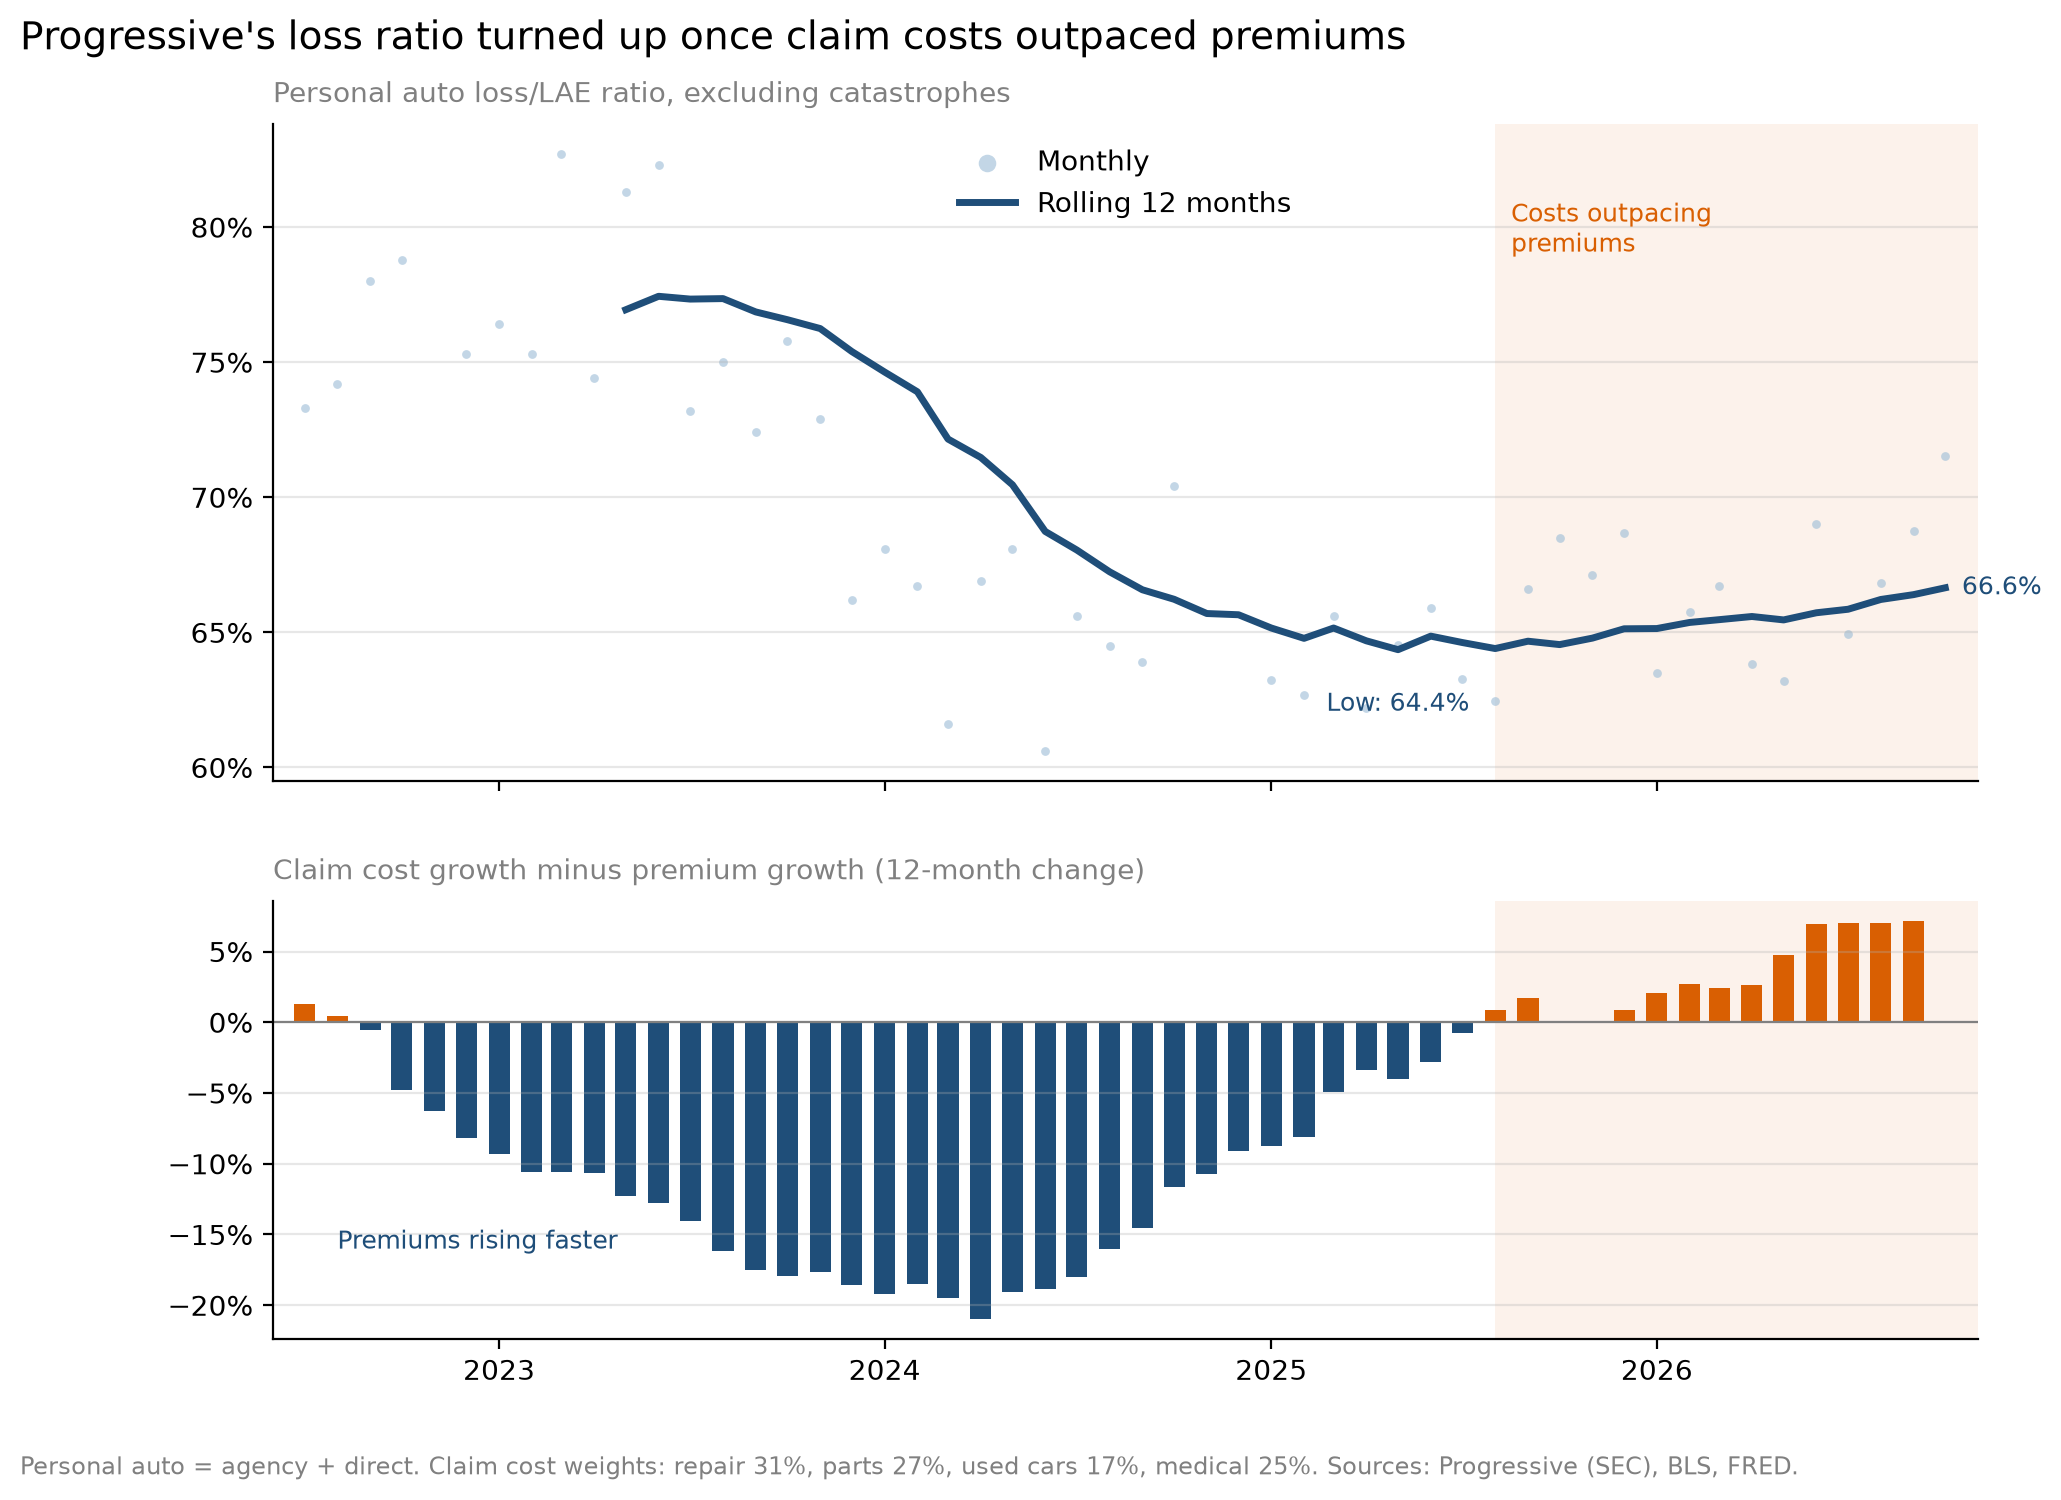 Progressive's loss ratio turned up once claim costs outpaced premiums
Personal auto loss/LAE ratio, excluding catastrophes
Monthly
Rolling 12 months
Costs outpacing
premiums
80%
75%
70%
65%
60%
66.6%
Low: 64.4%
Claim cost growth minus premium growth (12-month change)
5%
0%
−5%
−10%
−15%
−20%
Premiums rising faster
2023
2024
2025
2026
Personal auto = agency + direct. Claim cost weights: repair 31%, parts 27%, used cars 17%, medical 25%. Sources: Progressive (SEC), BLS, FRED.